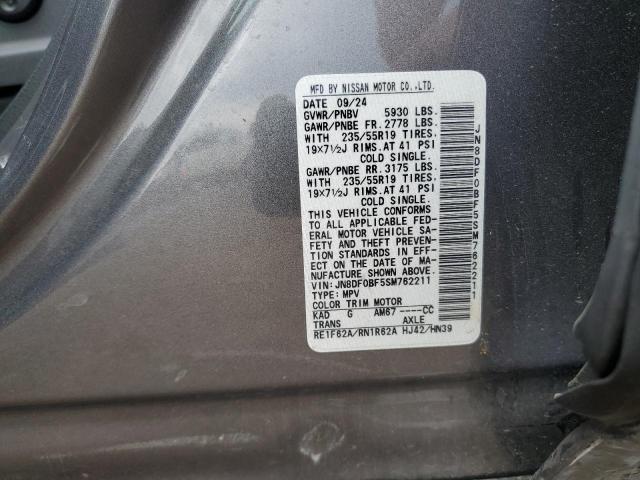 MFD BY NISSAN MOTOR CO.,LTD.
DATE 09/24
GVWR/PNBV 5930 LBS.
GAWR/PNBE FR. 2778 LBS.
WITH 235/55R19 TIRES.
19X7½J RIMS.AT 41 PSI
COLD SINGLE.
GAWR/PNBE RR. 3175 LBS.
WITH 235/55R19 TIRES.
19X7½J RIMS.AT 41 PSI
COLD SINGLE.
THIS VEHICLE CONFORMS
TO ALL APPLICABLE FED-
ERAL MOTOR VEHICLE SA-
FETY AND THEFT PREVEN-
TION STANDARDS IN EFF-
ECT ON THE DATE OF MA-
NUFACTURE SHOWN ABOVE.
VIN: JN8DF0BF5SM762211
TYPE: MPV
COLOR TRIM MOTOR
KAD G AM67 ----CC
TRANS AXLE
RE1F62A/RN1R62A HJ42/HN39
JN8DF0BF5SM762211